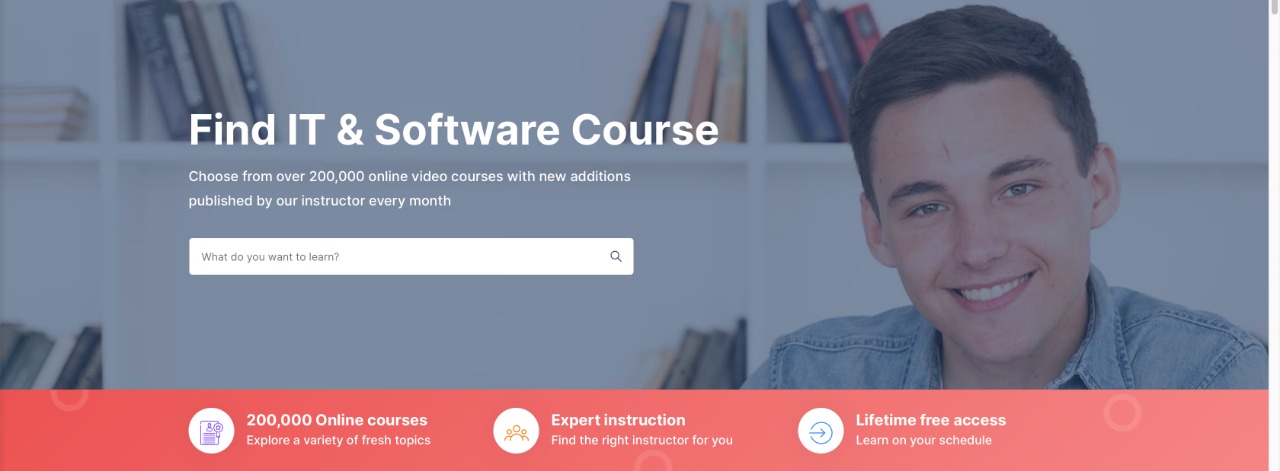 Find IT & Software Course
Choose from over 200,000 online video courses with new additions
published by our instructor every month
What do you want to learn?
200,000 Online courses
Explore a variety of fresh topics
Expert instruction
Find the right instructor for you
Lifetime free access
Learn on your schedule